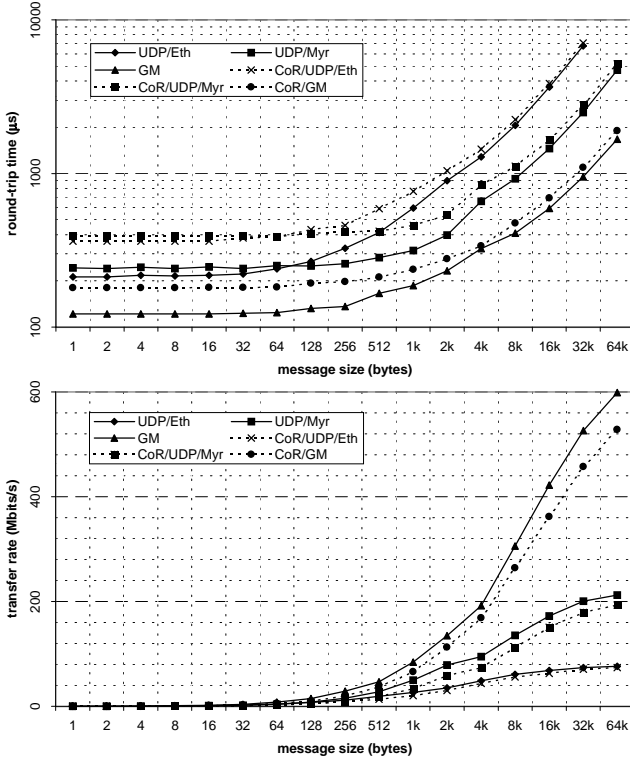 10000
1000
100
round-trip time (µs)
UDP/Eth UDP/Myr
GM CoR/UDP/Eth
CoR/UDP/Myr CoR/GM
1 2 4 8 16 32 64 128 256 512 1k 2k 4k 8k 16k 32k 64k
message size (bytes)
600
400
200
0
transfer rate (Mbits/s)
UDP/Eth UDP/Myr
GM CoR/UDP/Eth
CoR/UDP/Myr CoR/GM
1 2 4 8 16 32 64 128 256 512 1k 2k 4k 8k 16k 32k 64k
message size (bytes)